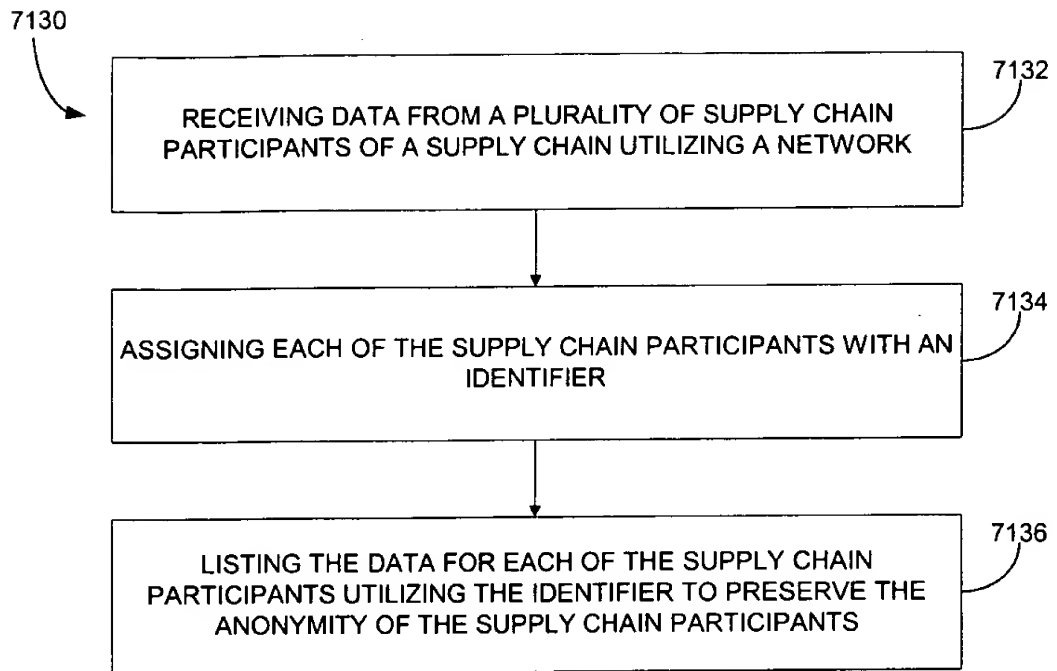 7130
7132
RECEIVING DATA FROM A PLURALITY OF SUPPLY CHAIN
PARTICIPANTS OF A SUPPLY CHAIN UTILIZING A NETWORK
7134
ASSIGNING EACH OF THE SUPPLY CHAIN PARTICIPANTS WITH AN
IDENTIFIER
7136
LISTING THE DATA FOR EACH OF THE SUPPLY CHAIN
PARTICIPANTS UTILIZING THE IDENTIFIER TO PRESERVE THE
ANONYMITY OF THE SUPPLY CHAIN PARTICIPANTS